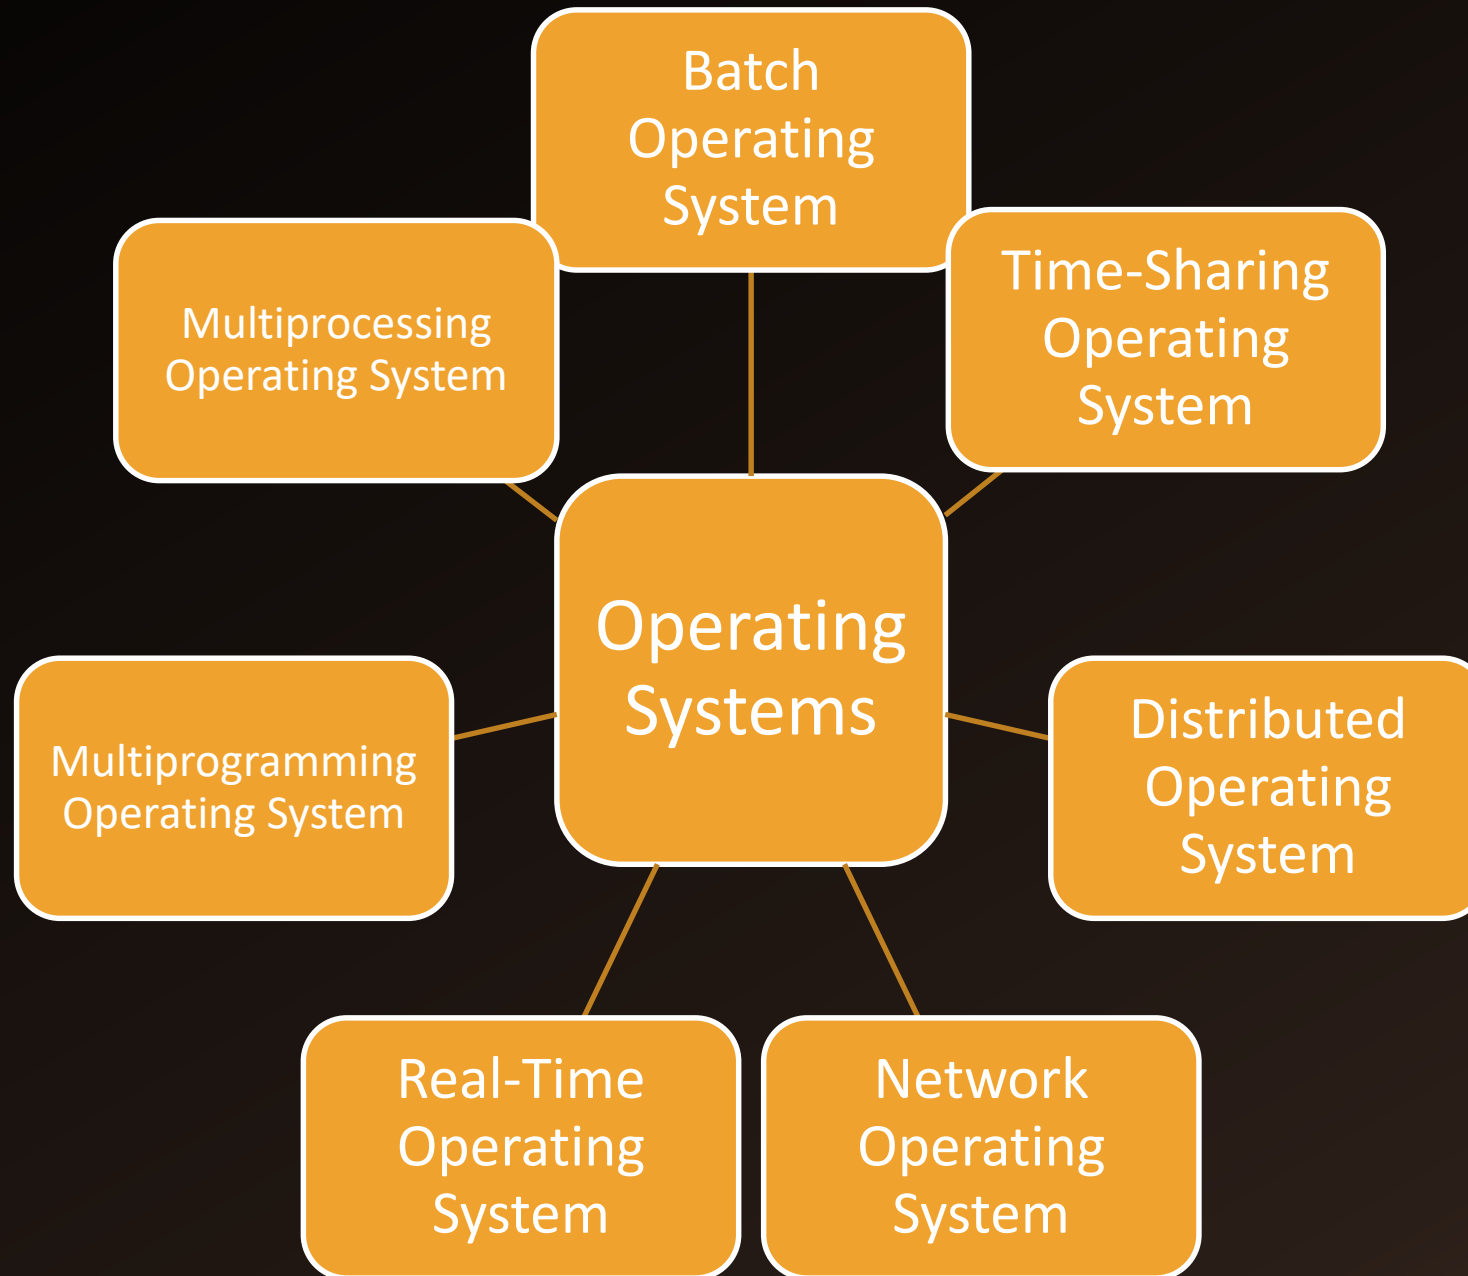 Batch
Operating
System
Time-Sharing
Operating
System
Multiprocessing
Operating System
Operating
Systems
Distributed
Operating
System
Multiprogramming
Operating System
Real-Time
Operating
System
Network
Operating
System